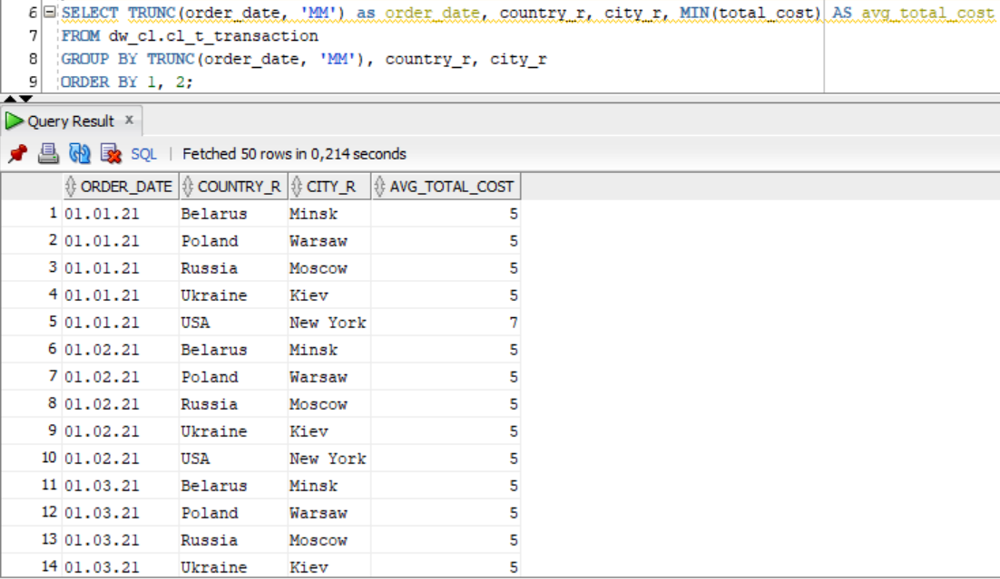 6 SELECT TRUNC(order_date, 'MM') as order_date, country_r, city_r, MIN(total_cost) AS avg_total_cost
7 FROM dw_cl.cl_t_transaction
8 GROUP BY TRUNC(order_date, 'MM'), country_r, city_r
9 ORDER BY 1, 2;
Query Result x
SQL | Fetched 50 rows in 0,214 seconds
ORDER_DATE COUNTRY_R CITY_R AVG_TOTAL_COST
1 01.01.21 Belarus Minsk 5
2 01.01.21 Poland Warsaw 5
3 01.01.21 Russia Moscow 5
4 01.01.21 Ukraine Kiev 5
5 01.01.21 USA New York 7
6 01.02.21 Belarus Minsk 5
7 01.02.21 Poland Warsaw 5
8 01.02.21 Russia Moscow 5
9 01.02.21 Ukraine Kiev 5
10 01.02.21 USA New York 5
11 01.03.21 Belarus Minsk 5
12 01.03.21 Poland Warsaw 5
13 01.03.21 Russia Moscow 5
14 01.03.21 Ukraine Kiev 5